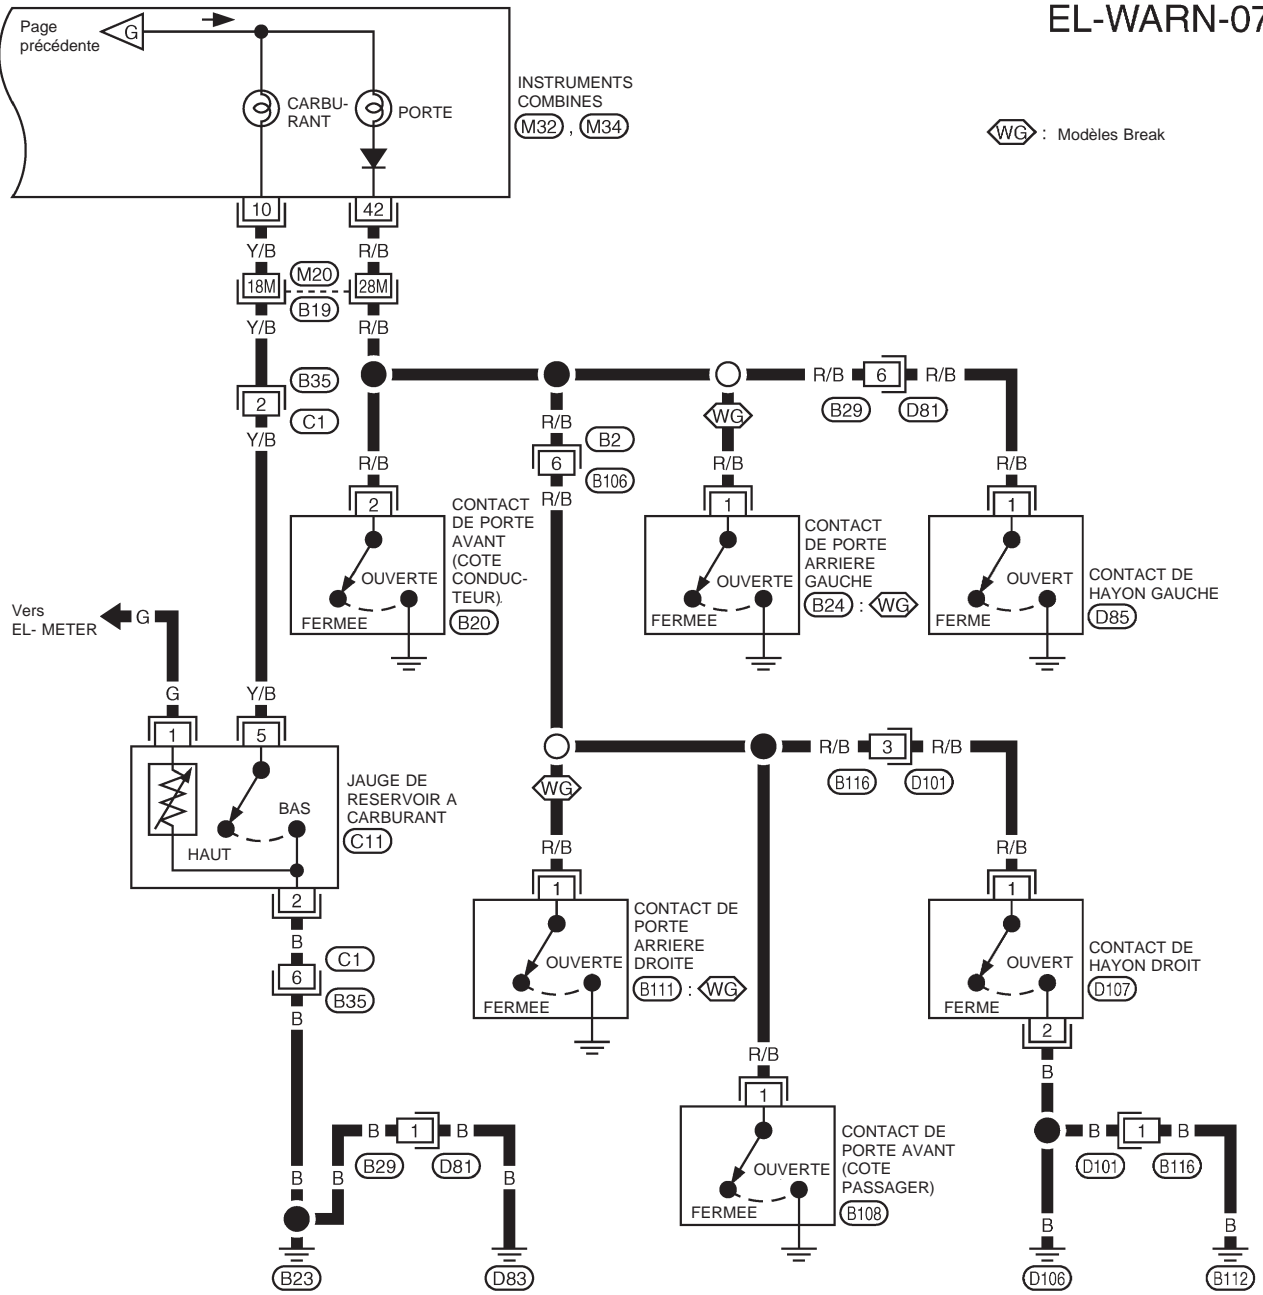 EL-WARN-07
Page
précédente
G
CARBU-
RANT
PORTE
INSTRUMENTS
COMBINES
M32 , M34
WG : Modèles Break
10
42
Y/B
R/B
18M
M20
28M
B19
Y/B
R/B
B35
2
C1
Y/B
R/B
2
CONTACT
DE PORTE
AVANT
(COTE
CONDUC-
TEUR).
B20
OUVERTE
FERMEE
R/B
B2
6
B106
R/B
WG
R/B
1
CONTACT
DE PORTE
ARRIERE
GAUCHE
B24 : WG
OUVERTE
FERMEE
R/B
6
R/B
B29
D81
R/B
1
OUVERT
FERME
CONTACT DE
HAYON GAUCHE
D85
Vers
EL- METER
G
G
Y/B
1
5
BAS
HAUT
JAUGE DE
RESERVOIR A
CARBURANT
C11
2
B
C1
6
B35
B
WG
R/B
1
OUVERTE
FERMEE
CONTACT DE
PORTE
ARRIERE
DROITE
B111 : WG
R/B
3
R/B
B116
D101
R/B
1
OUVERT
FERME
CONTACT DE
HAYON DROIT
D107
2
B
R/B
1
OUVERTE
FERMEE
CONTACT DE
PORTE AVANT
(COTE
PASSAGER)
B108
B
1
B
B29
D81
B
B
B
B23
D83
B
1
B
D101
B116
B
B
D106
B112